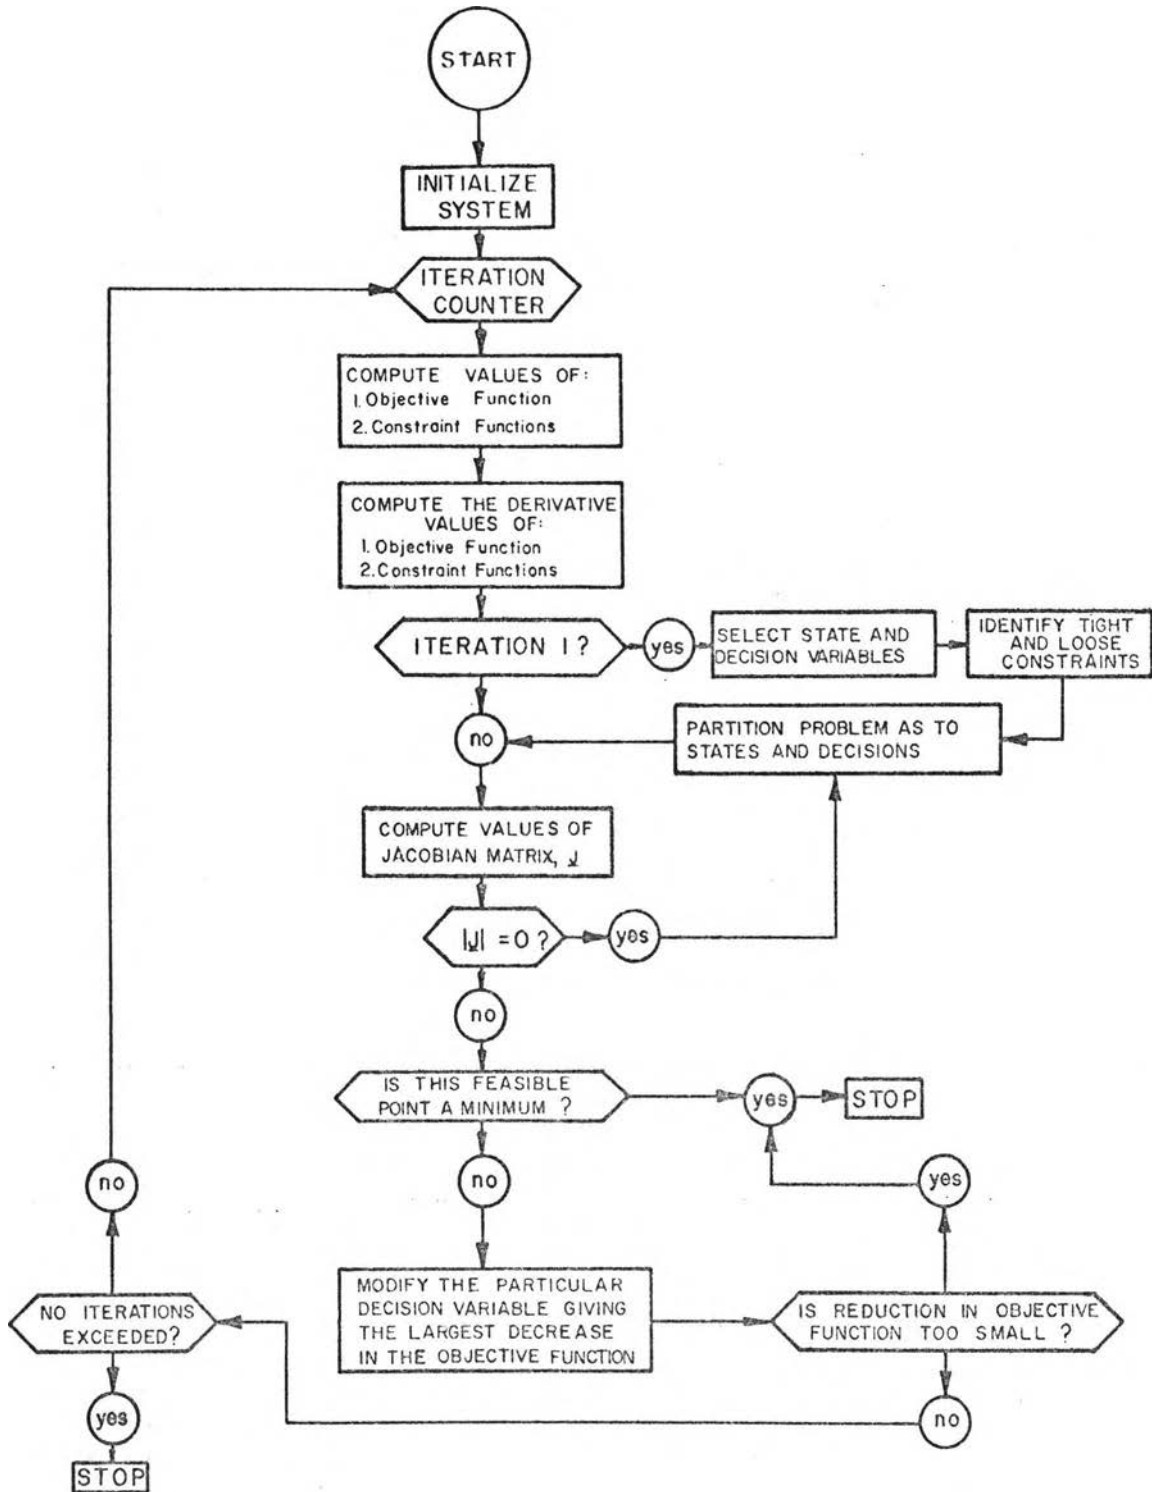 START
INITIALIZE
SYSTEM
ITERATION
COUNTER
COMPUTE VALUES OF:
1. Objective Function
2. Constraint Functions
COMPUTE THE DERIVATIVE
VALUES OF:
1. Objective Function
2. Constraint Functions
ITERATION 1?
yes
SELECT STATE AND
DECISION VARIABLES
IDENTIFY TIGHT
AND LOOSE
CONSTRAINTS
no
PARTITION PROBLEM AS TO
STATES AND DECISIONS
COMPUTE VALUES OF
JACOBIAN MATRIX, J
|J| = 0 ?
yes
no
IS THIS FEASIBLE
POINT A MINIMUM ?
yes
STOP
no
no
yes
MODIFY THE PARTICULAR
DECISION VARIABLE GIVING
THE LARGEST DECREASE
IN THE OBJECTIVE FUNCTION
IS REDUCTION IN OBJECTIVE
FUNCTION TOO SMALL ?
NO ITERATIONS
EXCEEDED?
yes
no
STOP